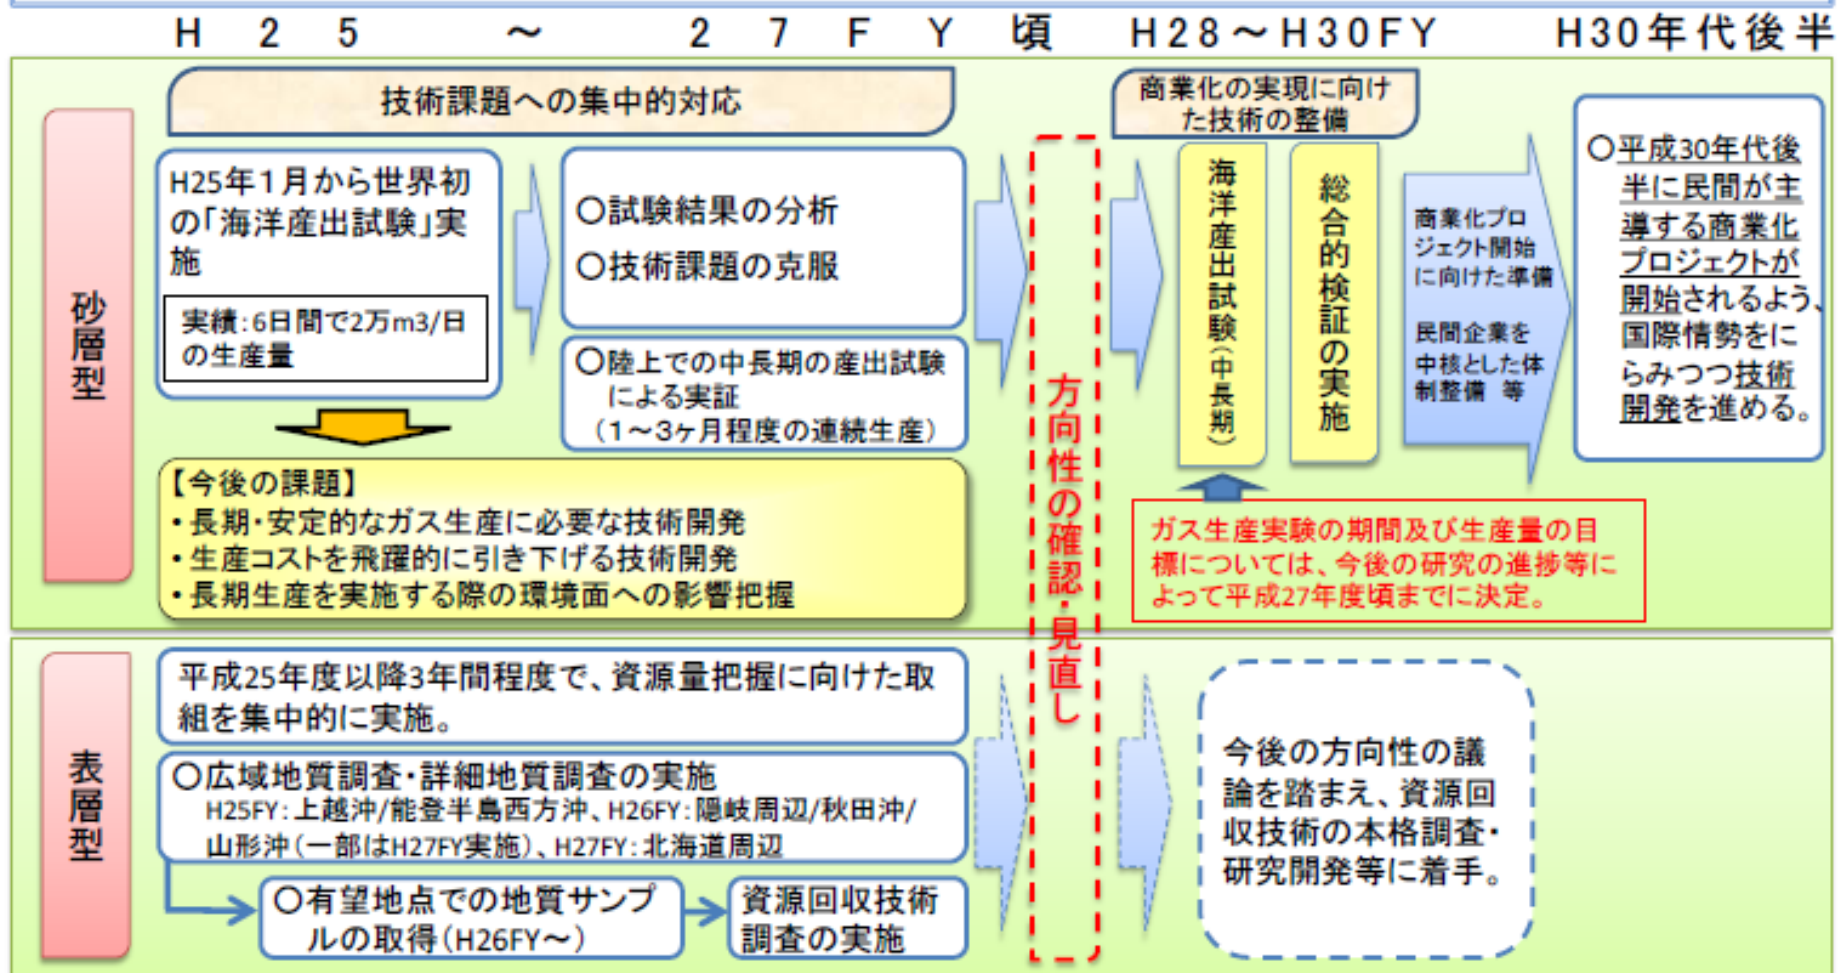 H25～27FY頃
H28～H30FY
H30年代後半
砂層型
技術課題への集中的対応
H25年1月から世界初
の「海洋産出試験」実
施
実績：6日間で2万m3/日
の生産量
〇試験結果の分析
〇技術課題の克服
〇陸上での中長期の産出試験
による実証
（1～3ヶ月程度の連続生産）
【今後の課題】
・長期・安定的なガス生産に必要な技術開発
・生産コストを飛躍的に引き下げる技術開発
・長期生産を実施する際の環境面への影響把握
方向性の確認・見直し
商業化の実現に向け
た技術の整備
海洋産出試験（中長期）
総合的検証の実施
商業化プロ
ジェクト開始
に向けた準備
民間企業を
中核とした体
制整備　等
〇平成30年代後
半に民間が主
導する商業化
プロジェクトが
開始されるよう、
国際情勢をに
らみつつ技術
開発を進める。
ガス生産実験の期間及び生産量の目
標については、今後の研究の進捗等に
よって平成27年度頃までに決定。
表層型
平成25年度以降3年間程度で、資源量把握に向けた取
組を集中的に実施。
〇広域地質調査・詳細地質調査の実施
H25FY：上越沖/能登半島西方沖、H26FY：隠岐周辺/秋田沖/
山形沖（一部はH27FY実施）、H27FY：北海道周辺
〇有望地点での地質サンプ
ルの取得（H26FY～）
資源回収技術
調査の実施
今後の方向性の議
論を踏まえ、資源回
収技術の本格調査・
研究開発等に着手。